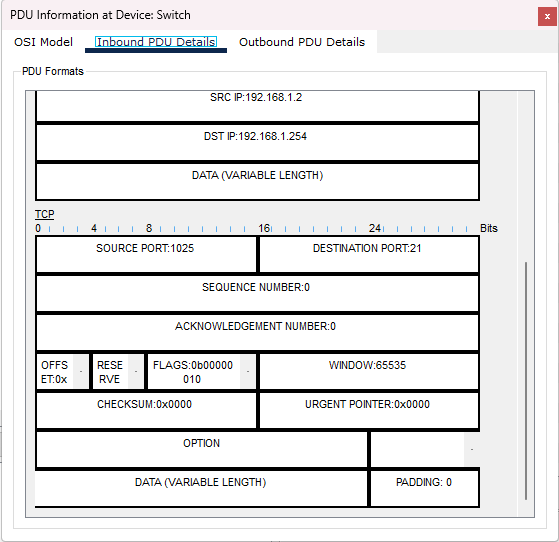 PDU Information at Device: Switch
x
OSI Model Inbound PDU Details Outbound PDU Details
PDU Formats
SRC IP:192.168.1.2
DST IP:192.168.1.254
DATA (VARIABLE LENGTH)
TCP
0 4 8 16 24 Bits
SOURCE PORT:1025 DESTINATION PORT:21
SEQUENCE NUMBER:0
ACKNOWLEDGEMENT NUMBER:0
OFFS
ET:0x
RESE
RVE
FLAGS:0b00000
010
WINDOW:65535
CHECKSUM:0x0000 URGENT POINTER:0x0000
OPTION
DATA (VARIABLE LENGTH) PADDING: 0